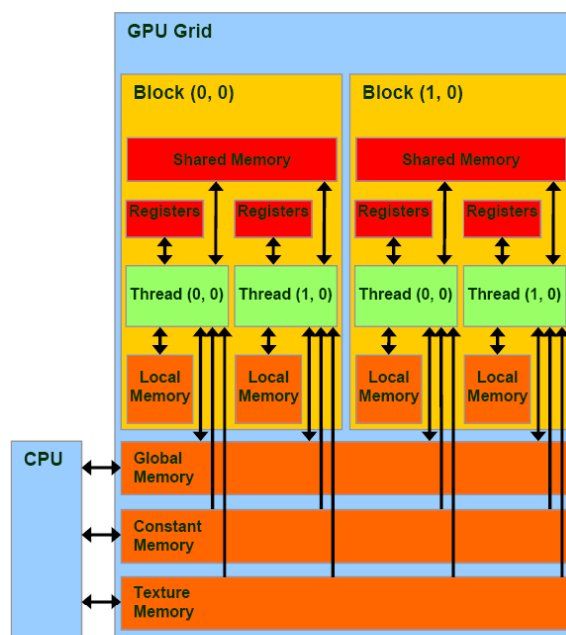 GPU Grid
Block (0, 0)
Block (1, 0)
Shared Memory
Shared Memory
Registers
Registers
Registers
Registers
Thread (0, 0)
Thread (1, 0)
Thread (0, 0)
Thread (1, 0)
Local
Memory
Local
Memory
Local
Memory
Local
Memory
CPU
Global
Memory
Constant
Memory
Texture
Memory